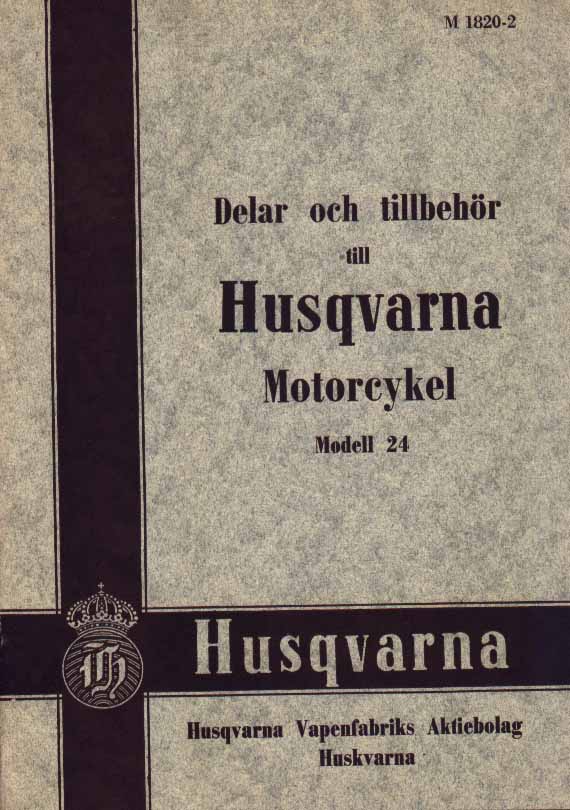 M 1820-2
Delar och tillbehör
till
Husqvarna
Motorcykel
Modell 24
Husqvarna
Husqvarna Vapenfabriks Aktiebolag
Huskvarna